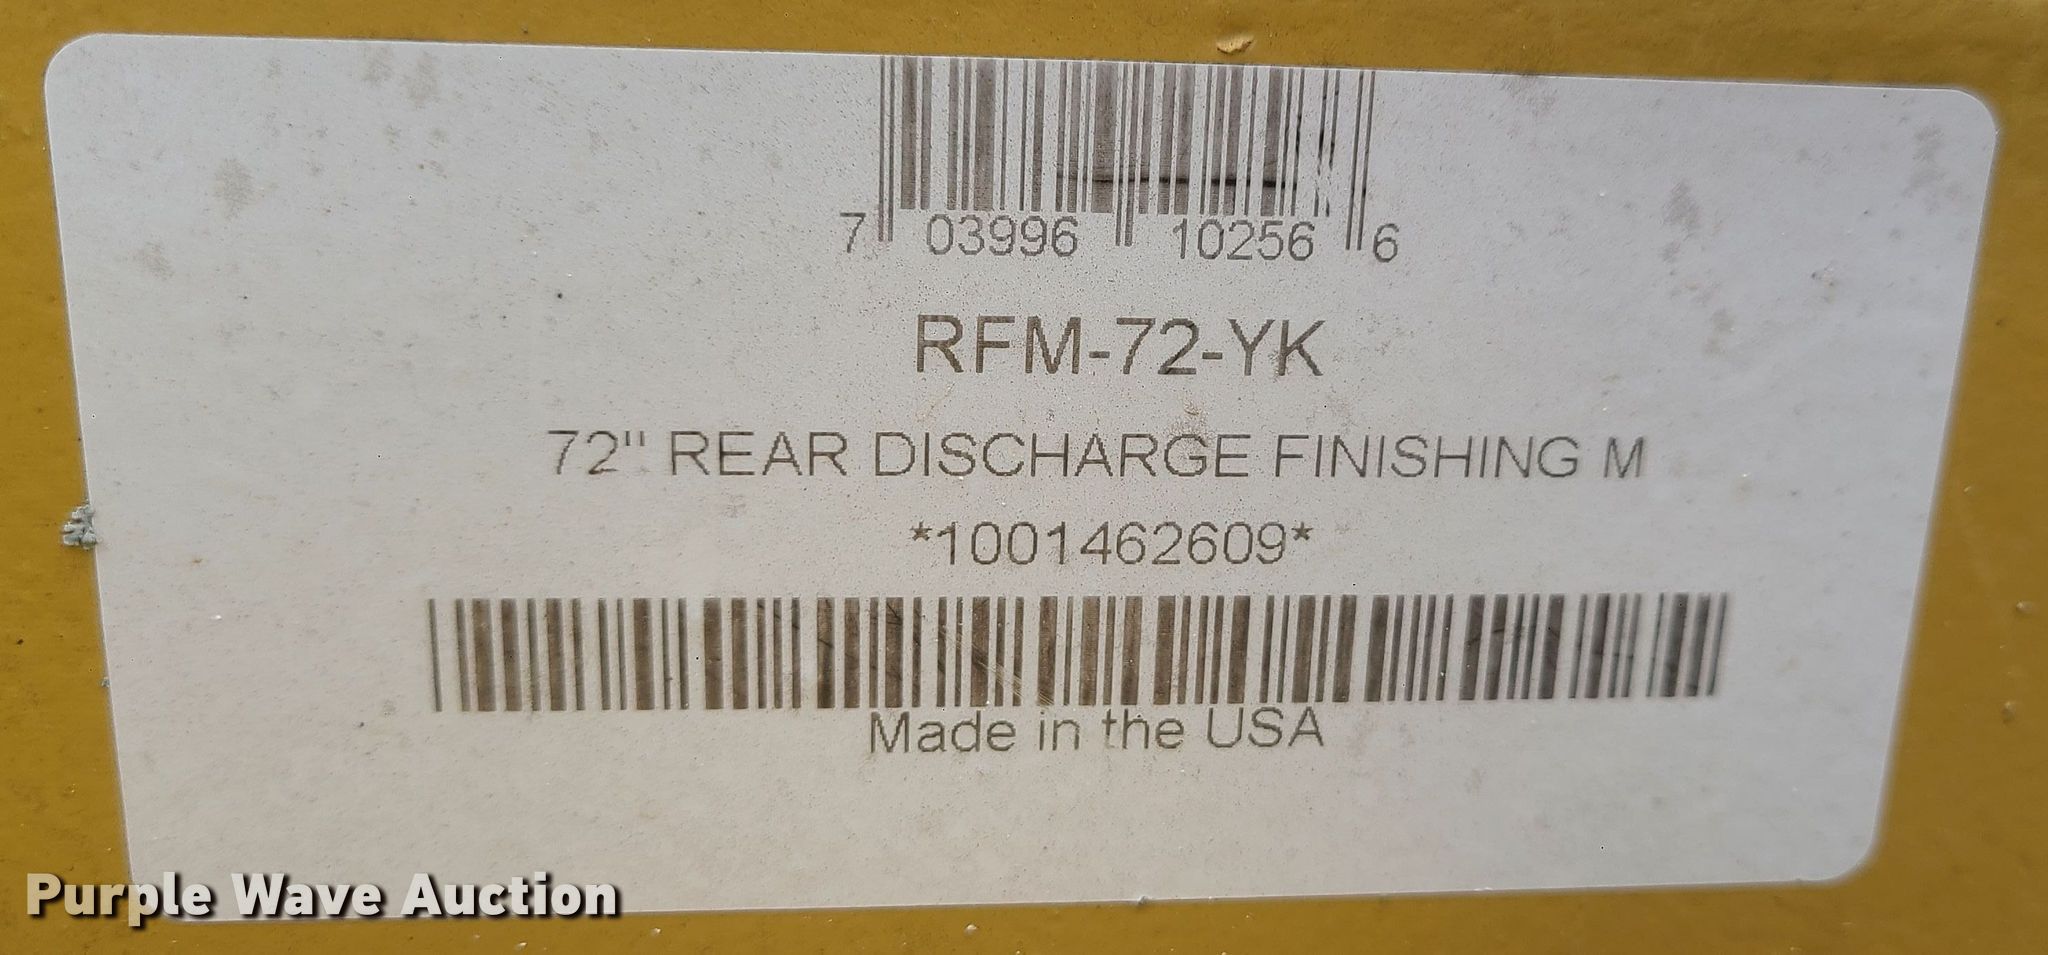 7 03996 10256 6
RFM-72-YK
72" REAR DISCHARGE FINISHING M
*1001462609*
Made in the USA
Purple Wave Auction